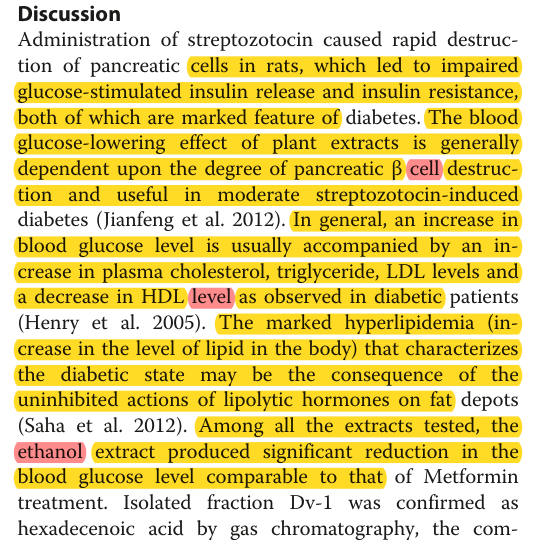 Discussion
Administration of streptozotocin caused rapid destruc-
tion of pancreatic cells in rats, which led to impaired
glucose-stimulated insulin release and insulin resistance,
both of which are marked feature of diabetes. The blood
glucose-lowering effect of plant extracts is generally
dependent upon the degree of pancreatic β cell destruc-
tion and useful in moderate streptozotocin-induced
diabetes (Jianfeng et al. 2012). In general, an increase in
blood glucose level is usually accompanied by an in-
crease in plasma cholesterol, triglyceride, LDL levels and
a decrease in HDL level as observed in diabetic patients
(Henry et al. 2005). The marked hyperlipidemia (in-
crease in the level of lipid in the body) that characterizes
the diabetic state may be the consequence of the
uninhibited actions of lipolytic hormones on fat depots
(Saha et al. 2012). Among all the extracts tested, the
ethanol extract produced significant reduction in the
blood glucose level comparable to that of Metformin
treatment. Isolated fraction Dv-1 was confirmed as
hexadecenoic acid by gas chromatography, the com-